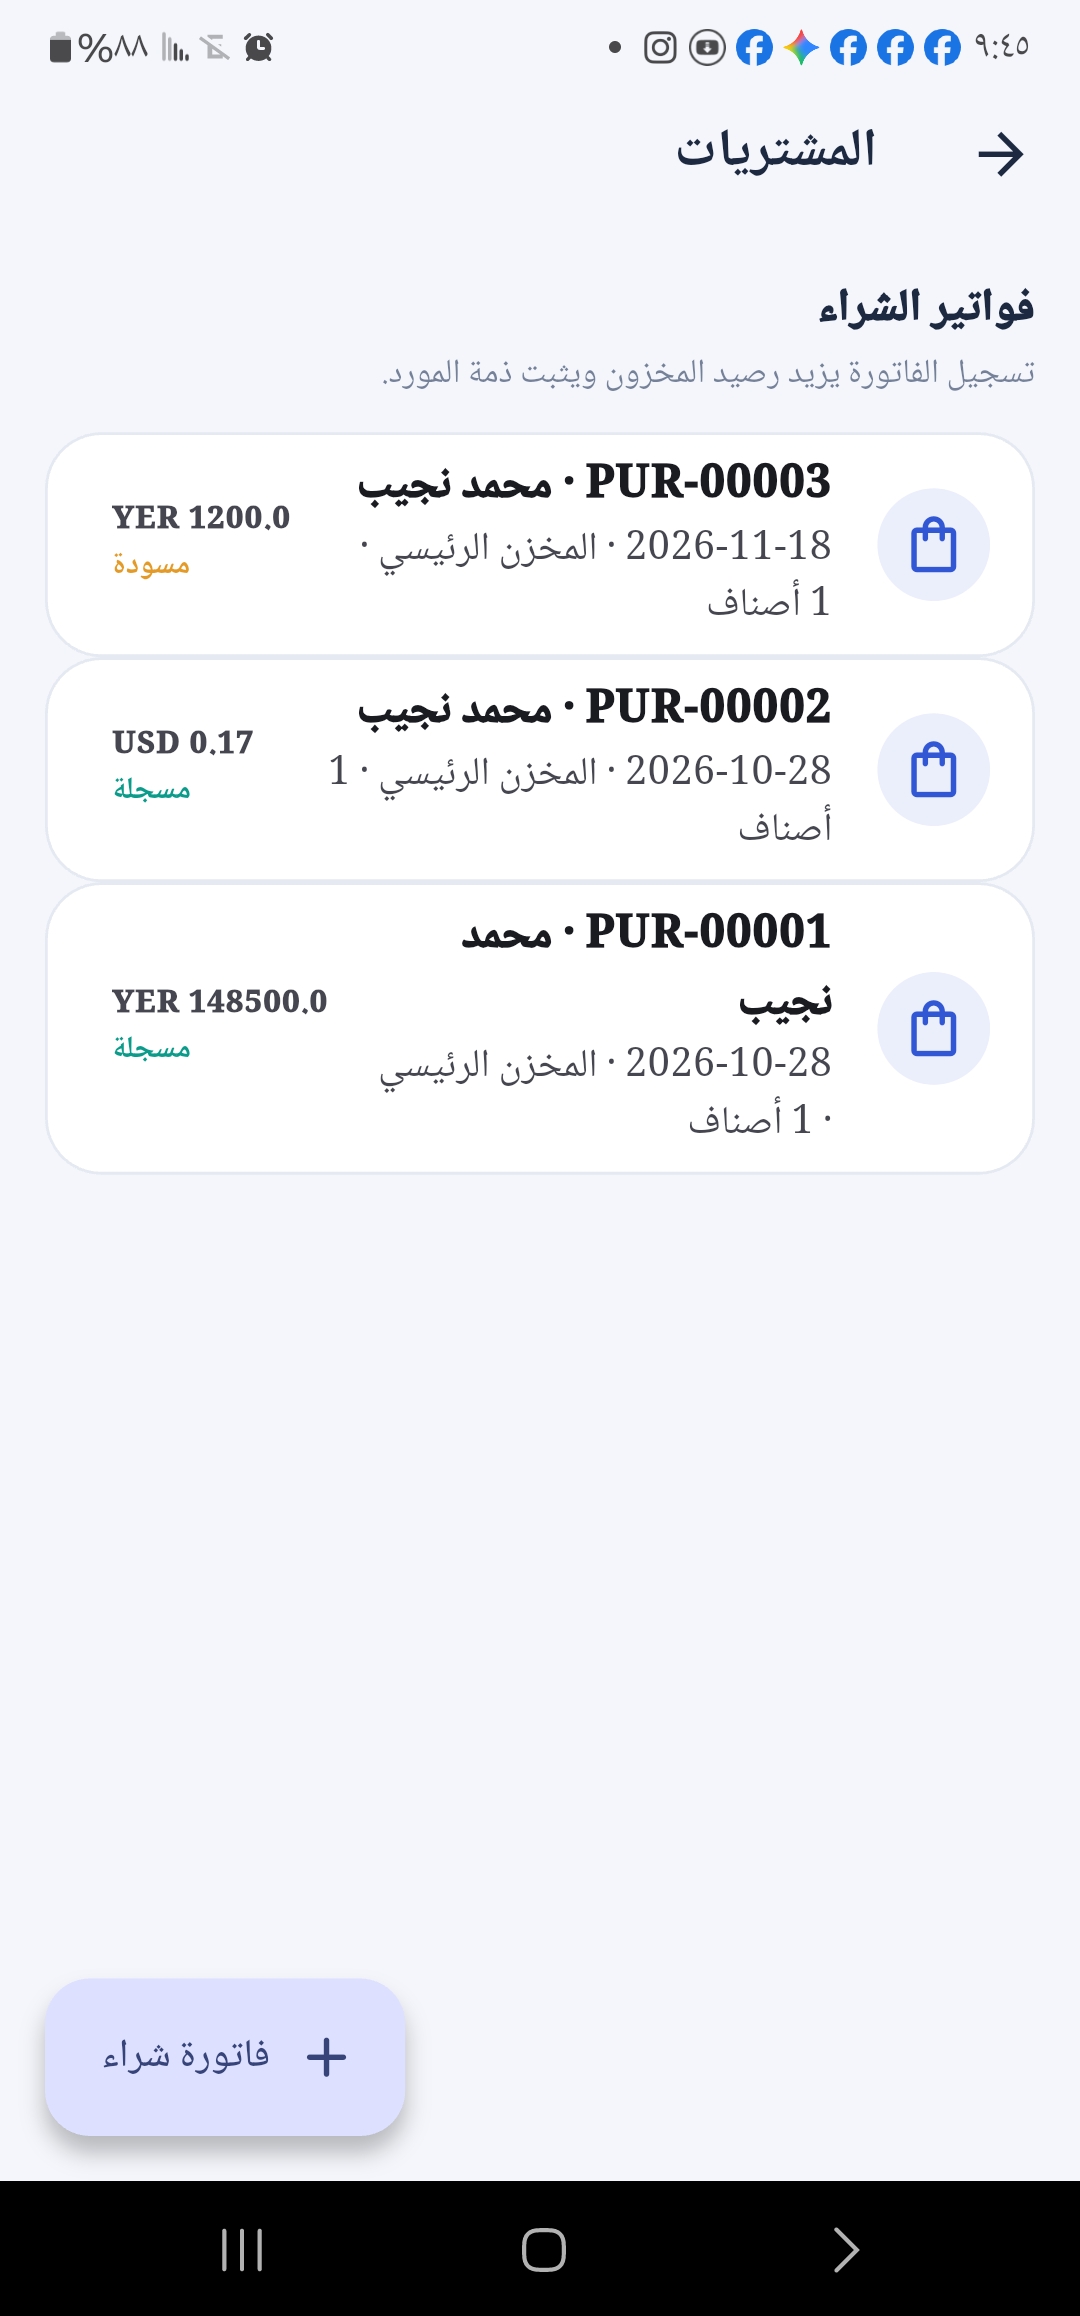 ٩:٤٥
%٨٨
المشتريات
فواتير الشراء
تسجيل الفاتورة يزيد رصيد المخزون ويثبت ذمة المورد.
PUR-00003 · محمد نجيب
2026-11-18 · المخزن الرئيسي ·
1 أصناف
YER 1200.0
مسودة
PUR-00002 · محمد نجيب
2026-10-28 · المخزن الرئيسي · 1
أصناف
USD 0.17
مسجلة
PUR-00001 · محمد
نجيب
2026-10-28 · المخزن الرئيسي
· 1 أصناف
YER 148500.0
مسجلة
فاتورة شراء